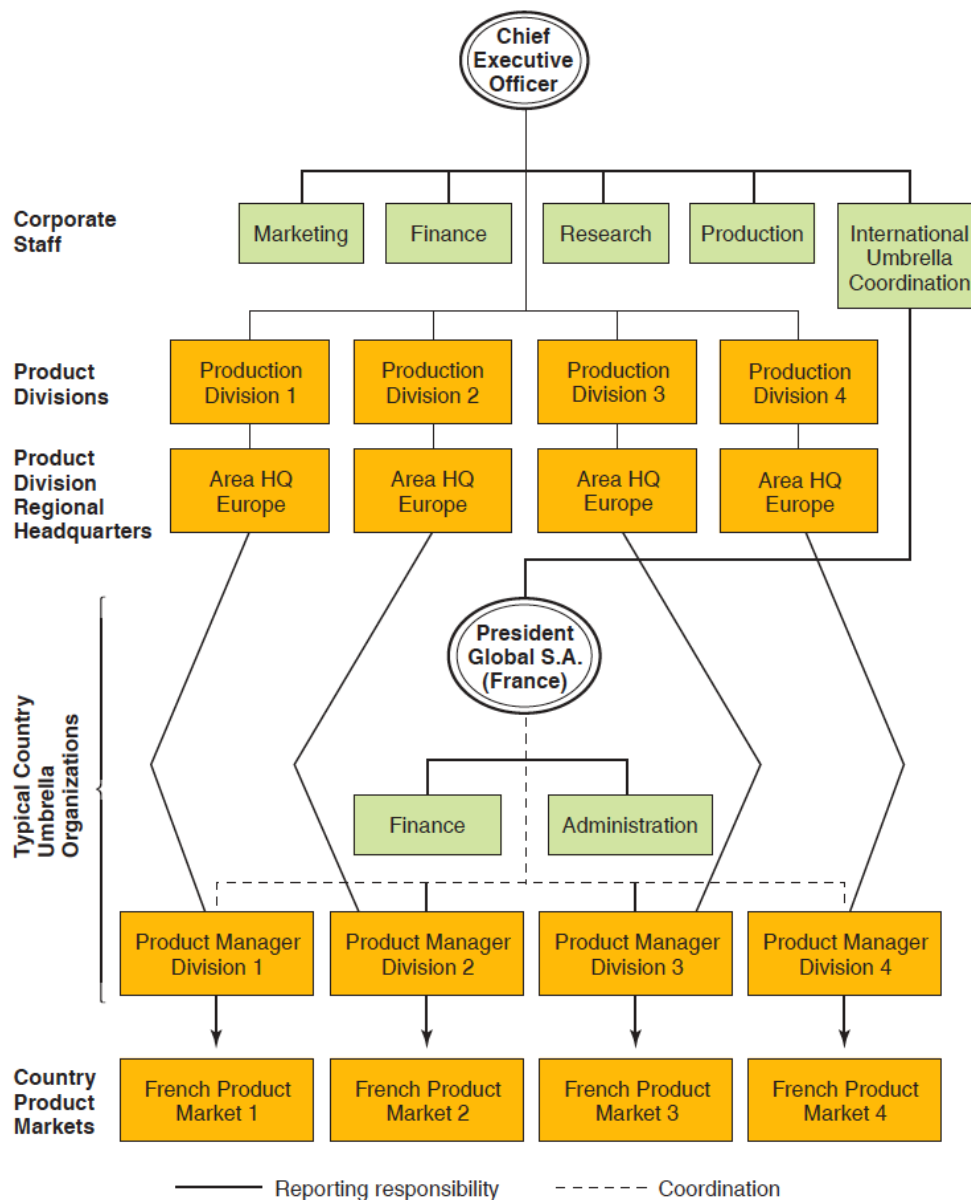 Chief
Executive
Officer
Corporate
Staff
Marketing
Finance
Research
Production
International
Umbrella
Coordination
Product
Divisions
Production
Division 1
Production
Division 2
Production
Division 3
Production
Division 4
Product
Division
Regional
Headquarters
Area HQ
Europe
Area HQ
Europe
Area HQ
Europe
Area HQ
Europe
Typical Country
Umbrella
Organizations
President
Global S.A.
(France)
Finance
Administration
Product Manager
Division 1
Product Manager
Division 2
Product Manager
Division 3
Product Manager
Division 4
Country
Product
Markets
French Product
Market 1
French Product
Market 2
French Product
Market 3
French Product
Market 4
Reporting responsibility
Coordination